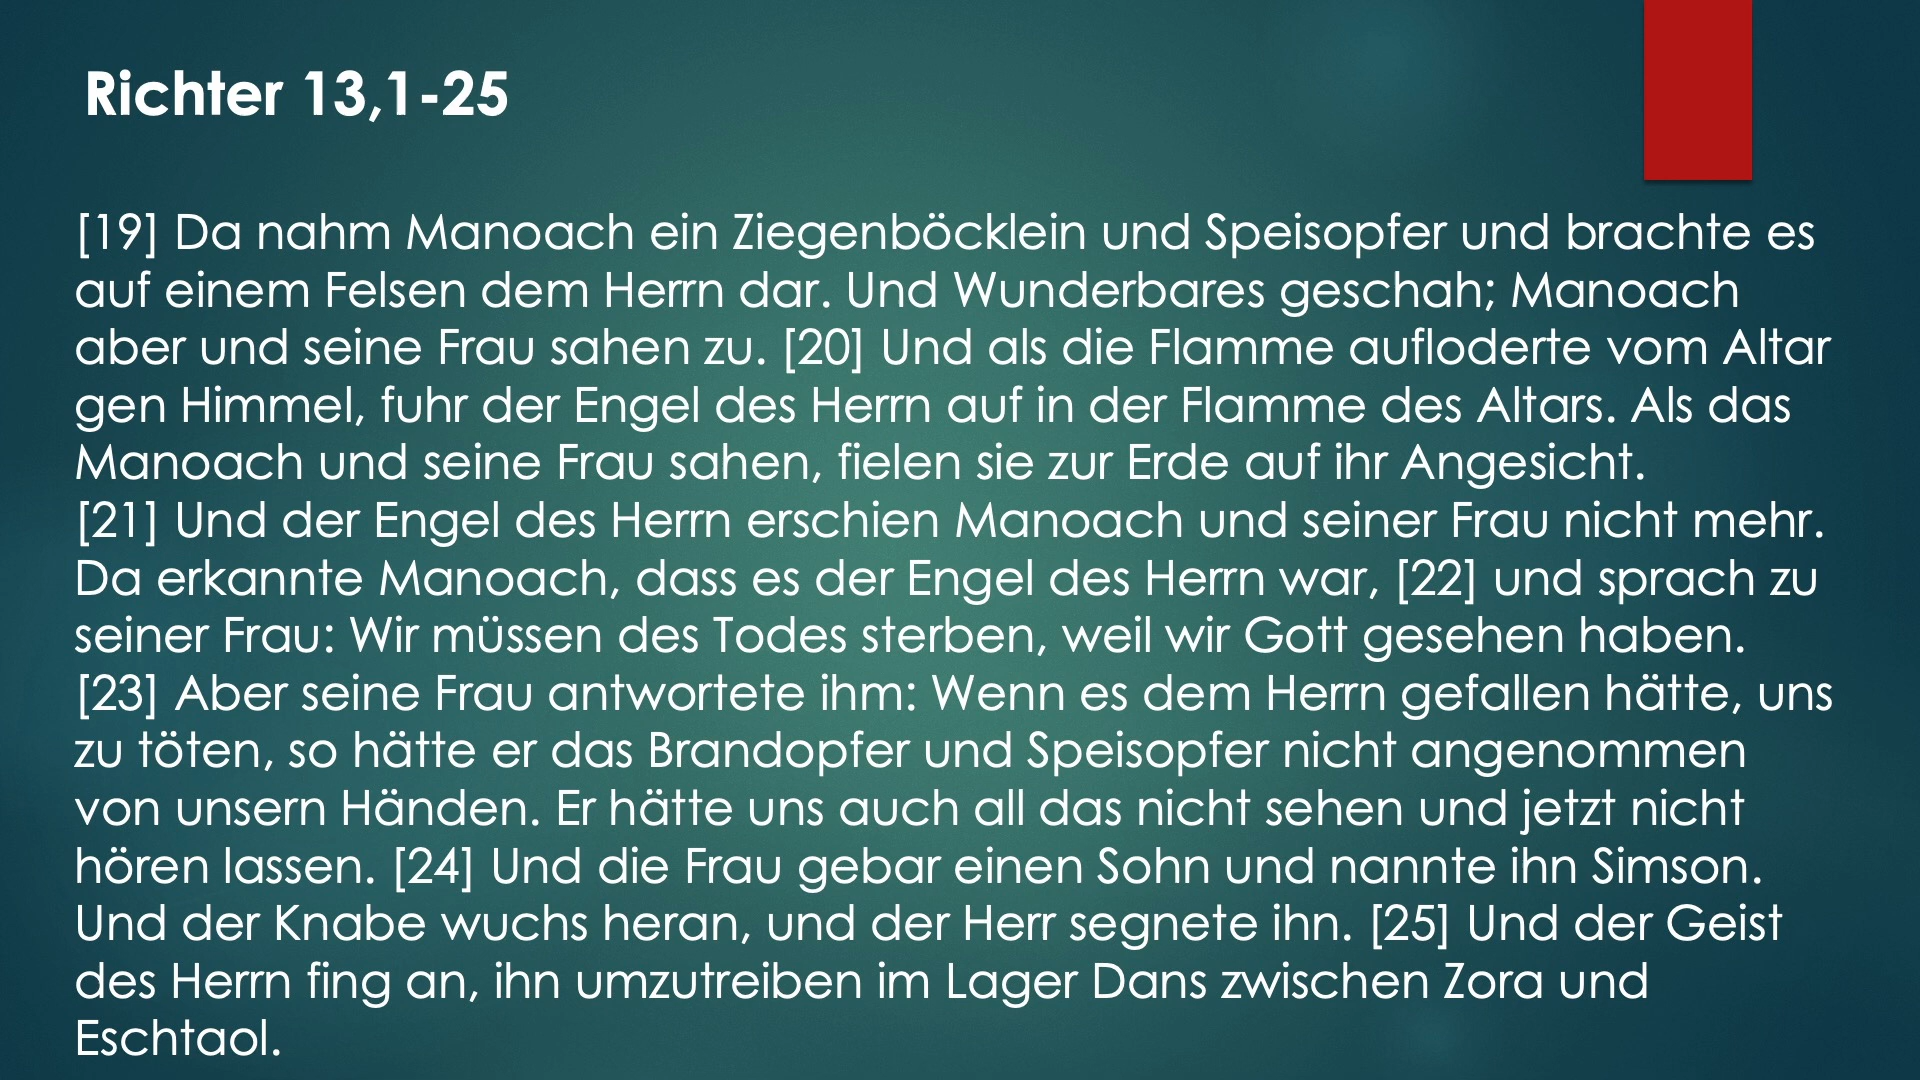 Richter 13,1-25
[19] Da nahm Manoach ein Ziegenböcklein und Speisopfer und brachte es
auf einem Felsen dem Herrn dar. Und Wunderbares geschah; Manoach
aber und seine Frau sahen zu. [20] Und als die Flamme aufloderte vom Altar
gen Himmel, fuhr der Engel des Herrn auf in der Flamme des Altars. Als das
Manoach und seine Frau sahen, fielen sie zur Erde auf ihr Angesicht.
[21] Und der Engel des Herrn erschien Manoach und seiner Frau nicht mehr.
Da erkannte Manoach, dass es der Engel des Herrn war, [22] und sprach zu
seiner Frau: Wir müssen des Todes sterben, weil wir Gott gesehen haben.
[23] Aber seine Frau antwortete ihm: Wenn es dem Herrn gefallen hätte, uns
zu töten, so hätte er das Brandopfer und Speisopfer nicht angenommen
von unsern Händen. Er hätte uns auch all das nicht sehen und jetzt nicht
hören lassen. [24] Und die Frau gebar einen Sohn und nannte ihn Simson.
Und der Knabe wuchs heran, und der Herr segnete ihn. [25] Und der Geist
des Herrn fing an, ihn umzutreiben im Lager Dans zwischen Zora und
Eschtaol.